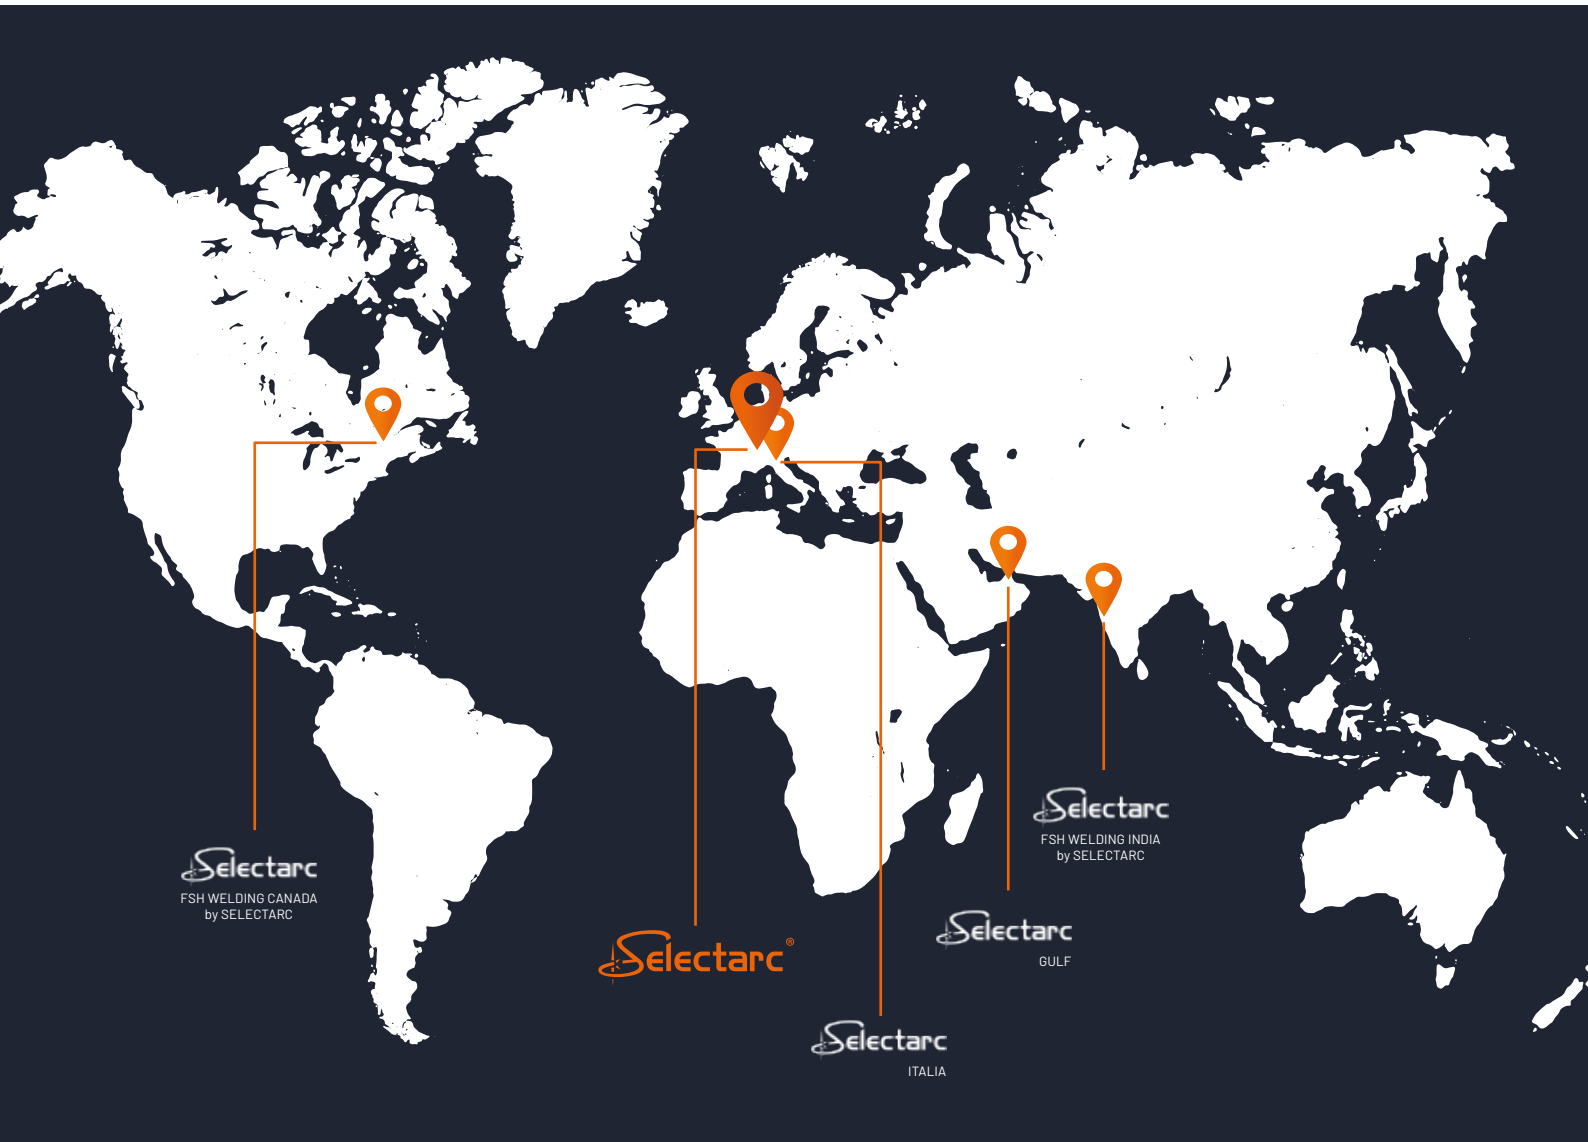 Selectarc
FSH WELDING INDIA
by SELECTARC
Selectarc
FSH WELDING CANADA
by SELECTARC
Selectarc®
Selectarc
GULF
Selectarc
ITALIA